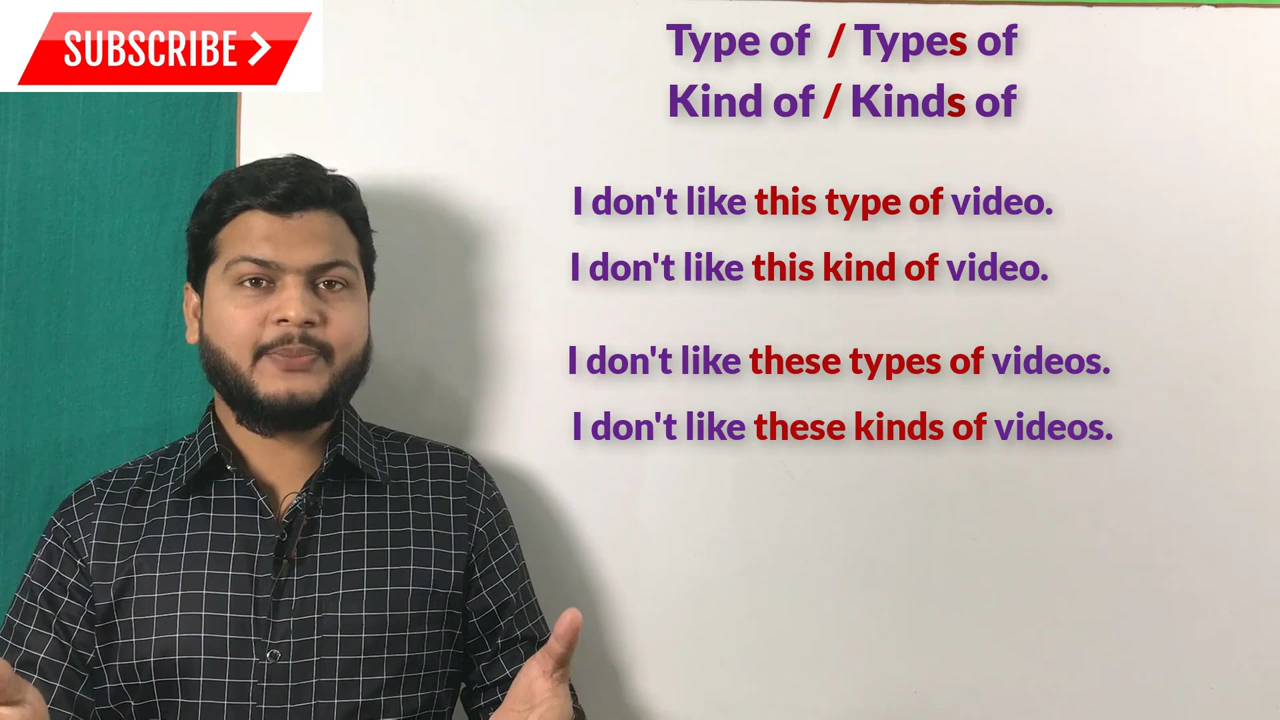 SUBSCRIBE
Type of / Types of
Kind of / Kinds of
I don't like this type of video.
I don't like this kind of video.
I don't like these types of videos.
I don't like these kinds of videos.